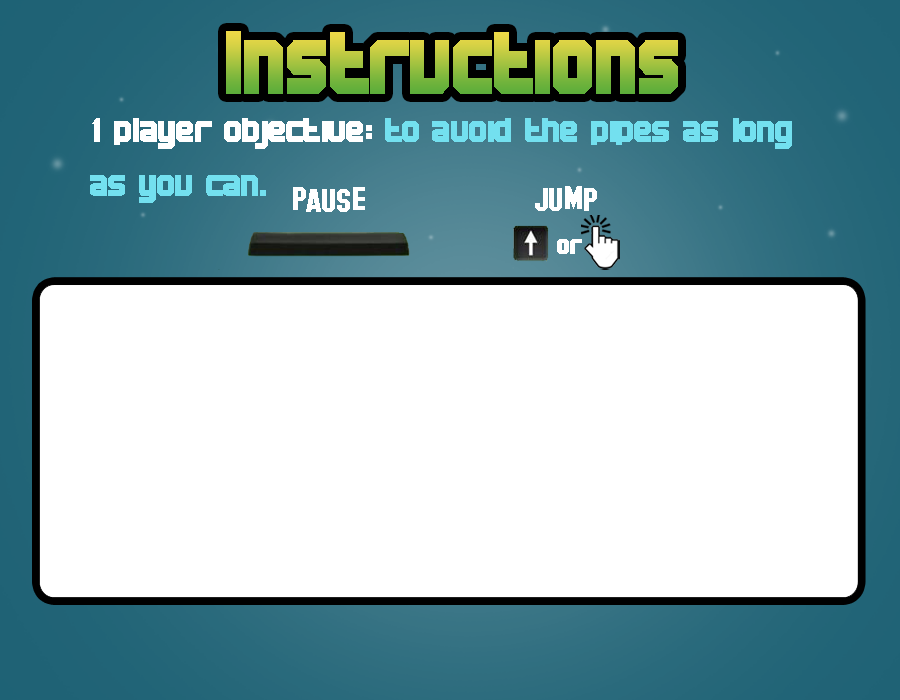 Instructions
1 player objective: to avoid the pipes as long
as you can.
PAUSE
JUMP
or